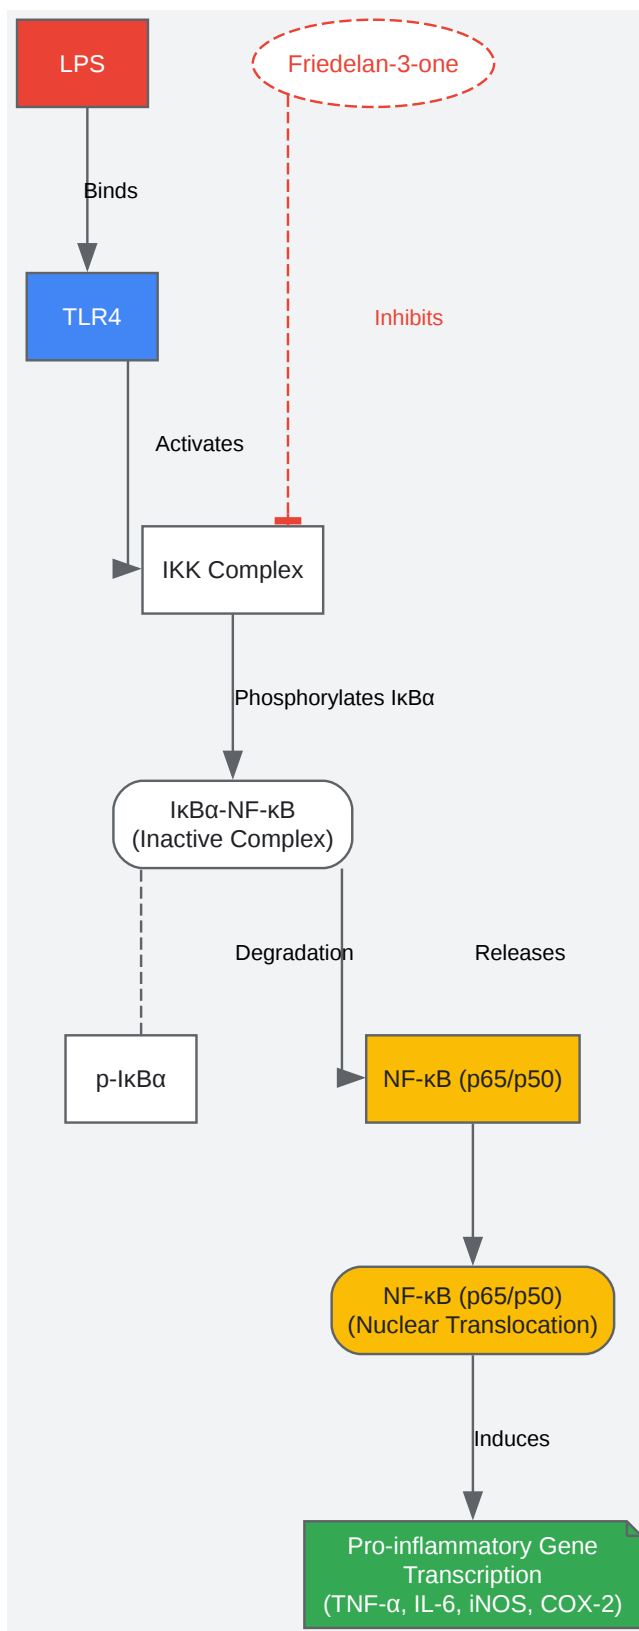 LPS
Friedelan-3-one
Binds
TLR4
Inhibits
Activates
IKK Complex
Phosphorylates IκBα
IκBα-NF-κB
(Inactive Complex)
Degradation
Releases
p-IκBα
NF-κB (p65/p50)
NF-κB (p65/p50)
(Nuclear Translocation)
Induces
Pro-inflammatory Gene
Transcription
(TNF-α, IL-6, iNOS, COX-2)